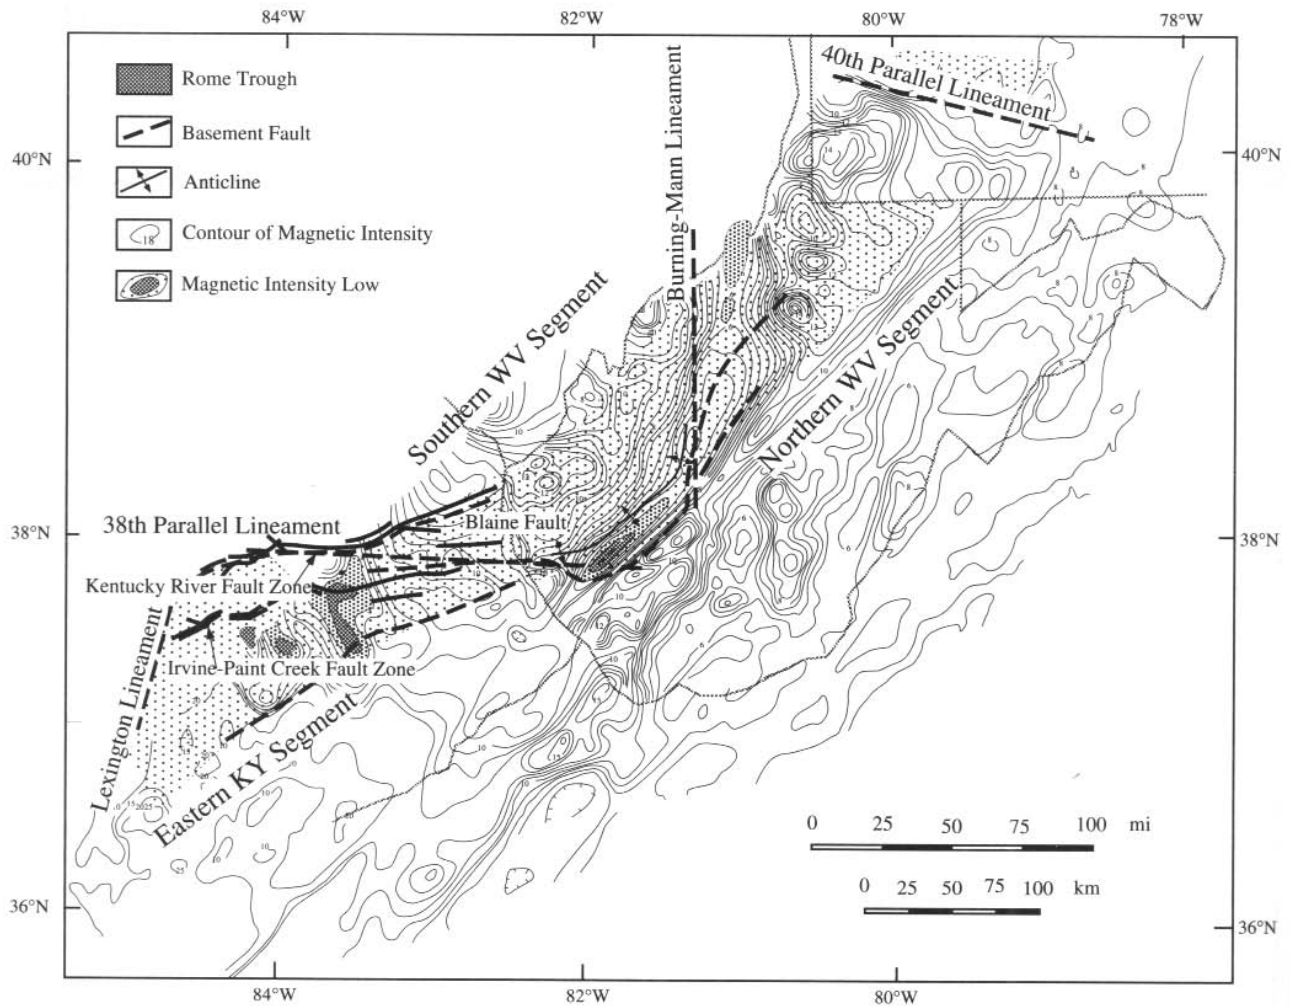 84°W 82°W 80°W 78°W
Rome Trough
Basement Fault
Anticline
18
Contour of Magnetic Intensity
Magnetic Intensity Low
40°N
40°N
40th Parallel Lineament
Burning-Mann Lineament
Southern WV Segment
Northern WV Segment
38th Parallel Lineament
Blaine Fault
38°N
38°N
Kentucky River Fault Zone
Irvine-Paint Creek Fault Zone
Lexington Lineament
Eastern KY Segment
0 25 50 75 100 mi
0 25 50 75 100 km
36°N
36°N
84°W 82°W 80°W